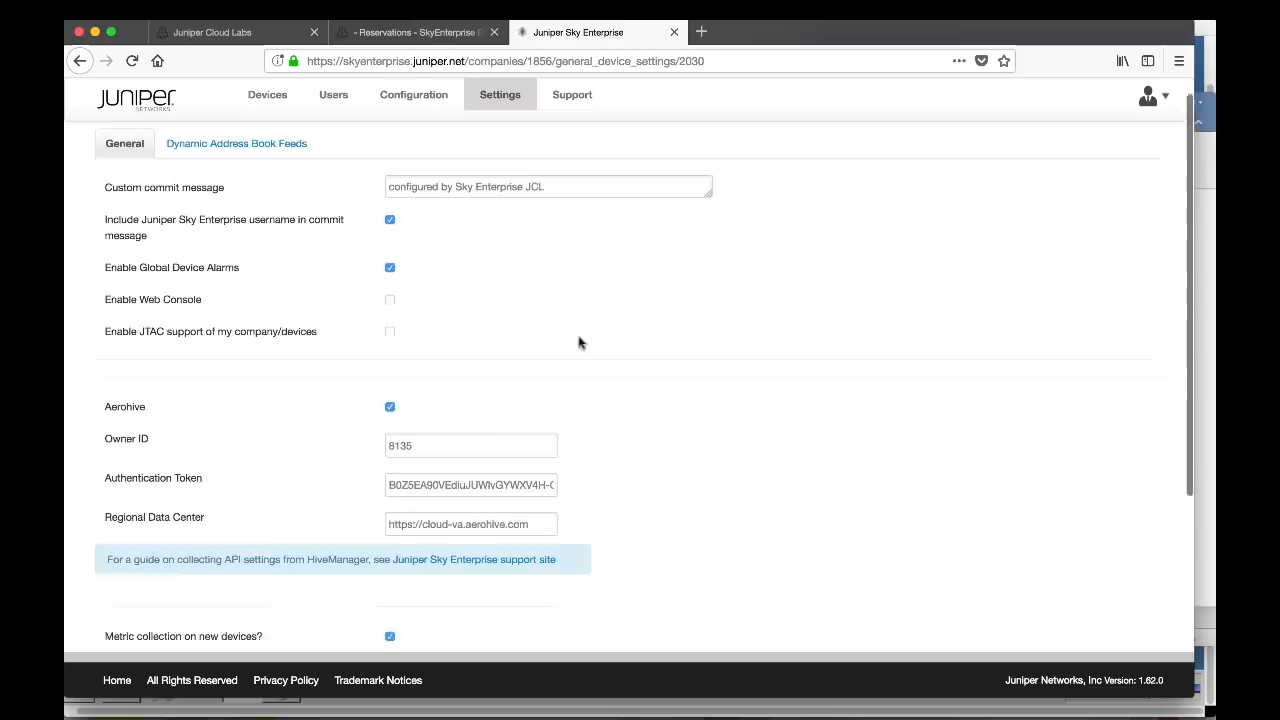 Juniper Cloud Labs
- Reservations - SkyEnterprise D
Juniper Sky Enterprise
https://skyenterprise.juniper.net/companies/1856/general_device_settings/2030
JUNIPER
NETWORKS
Devices
Users
Configuration
Settings
Support
General
Dynamic Address Book Feeds
Custom commit message
configured by Sky Enterprise JCL
Include Juniper Sky Enterprise username in commit
message
Enable Global Device Alarms
Enable Web Console
Enable JTAC support of my company/devices
Aerohive
Owner ID
8135
Authentication Token
Regional Data Center
https://cloud-va.aerohive.com
For a guide on collecting API settings from HiveManager, see Juniper Sky Enterprise support site
Metric collection on new devices?
Home
All Rights Reserved
Privacy Policy
Trademark Notices
Juniper Networks, Inc Version: 1.62.0